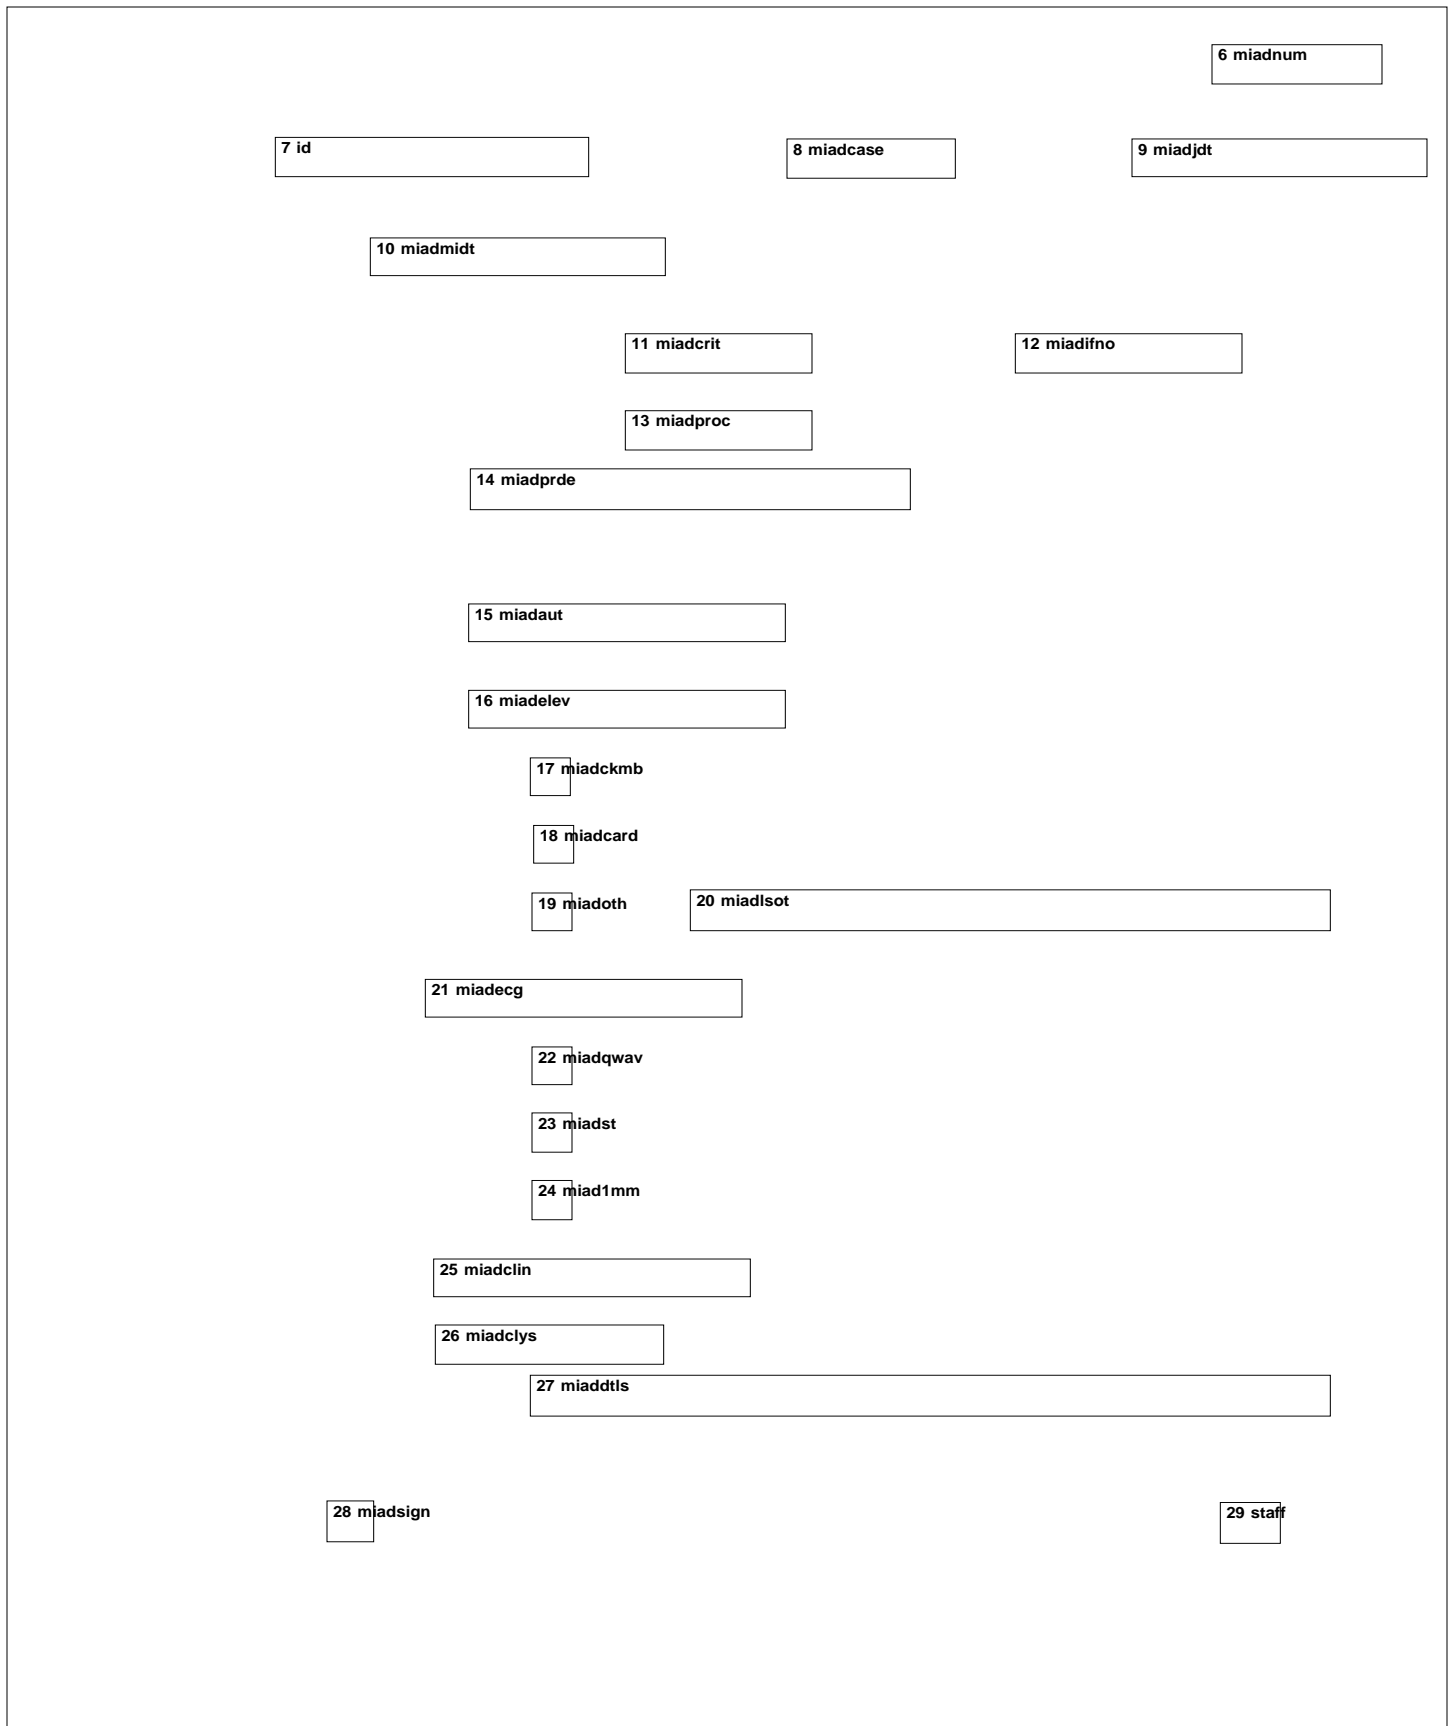 6 miadnum
7 id
8 miadcase
9 miadjdt
10 miadmidt
11 miadcrit
12 miadifno
13 miadproc
14 miadprde
15 miadaut
16 miadelev
17 miadckmb
18 miadcard
19 miadoth
20 miadlsot
21 miadecg
22 miadqwav
23 miadst
24 miad1mm
25 miadclin
26 miadclys
27 miaddtls
28 miadsign
29 staff